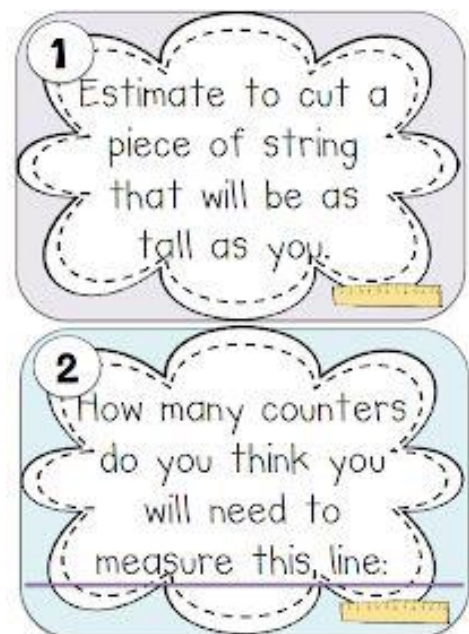 1
Estimate to cut a
piece of string
that will be as
tall as you.
2
How many counters
do you think you
will need to
measure this line: